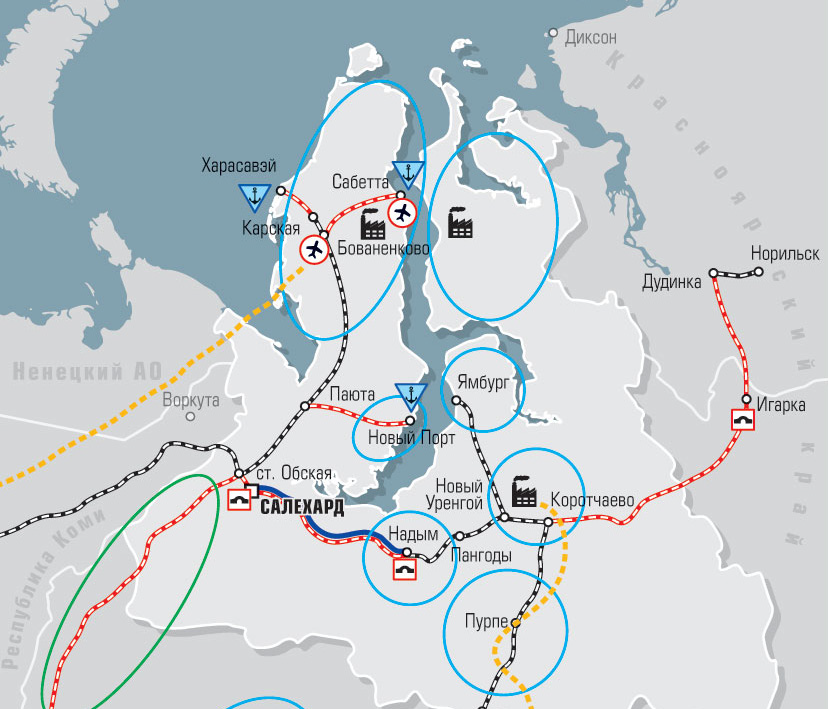 Диксон
Красноярский край
Харасавэй
Сабетта
Карская
Бованенково
Норильск
Дудинка
Ненецкий АО
Воркута
Паюта
Ямбург
Игарка
Новый Порт
ст. Обская
САЛЕХАРД
Новый
Уренгой
Коротчаево
Надым
Пангоды
Республика Коми
Пурпе